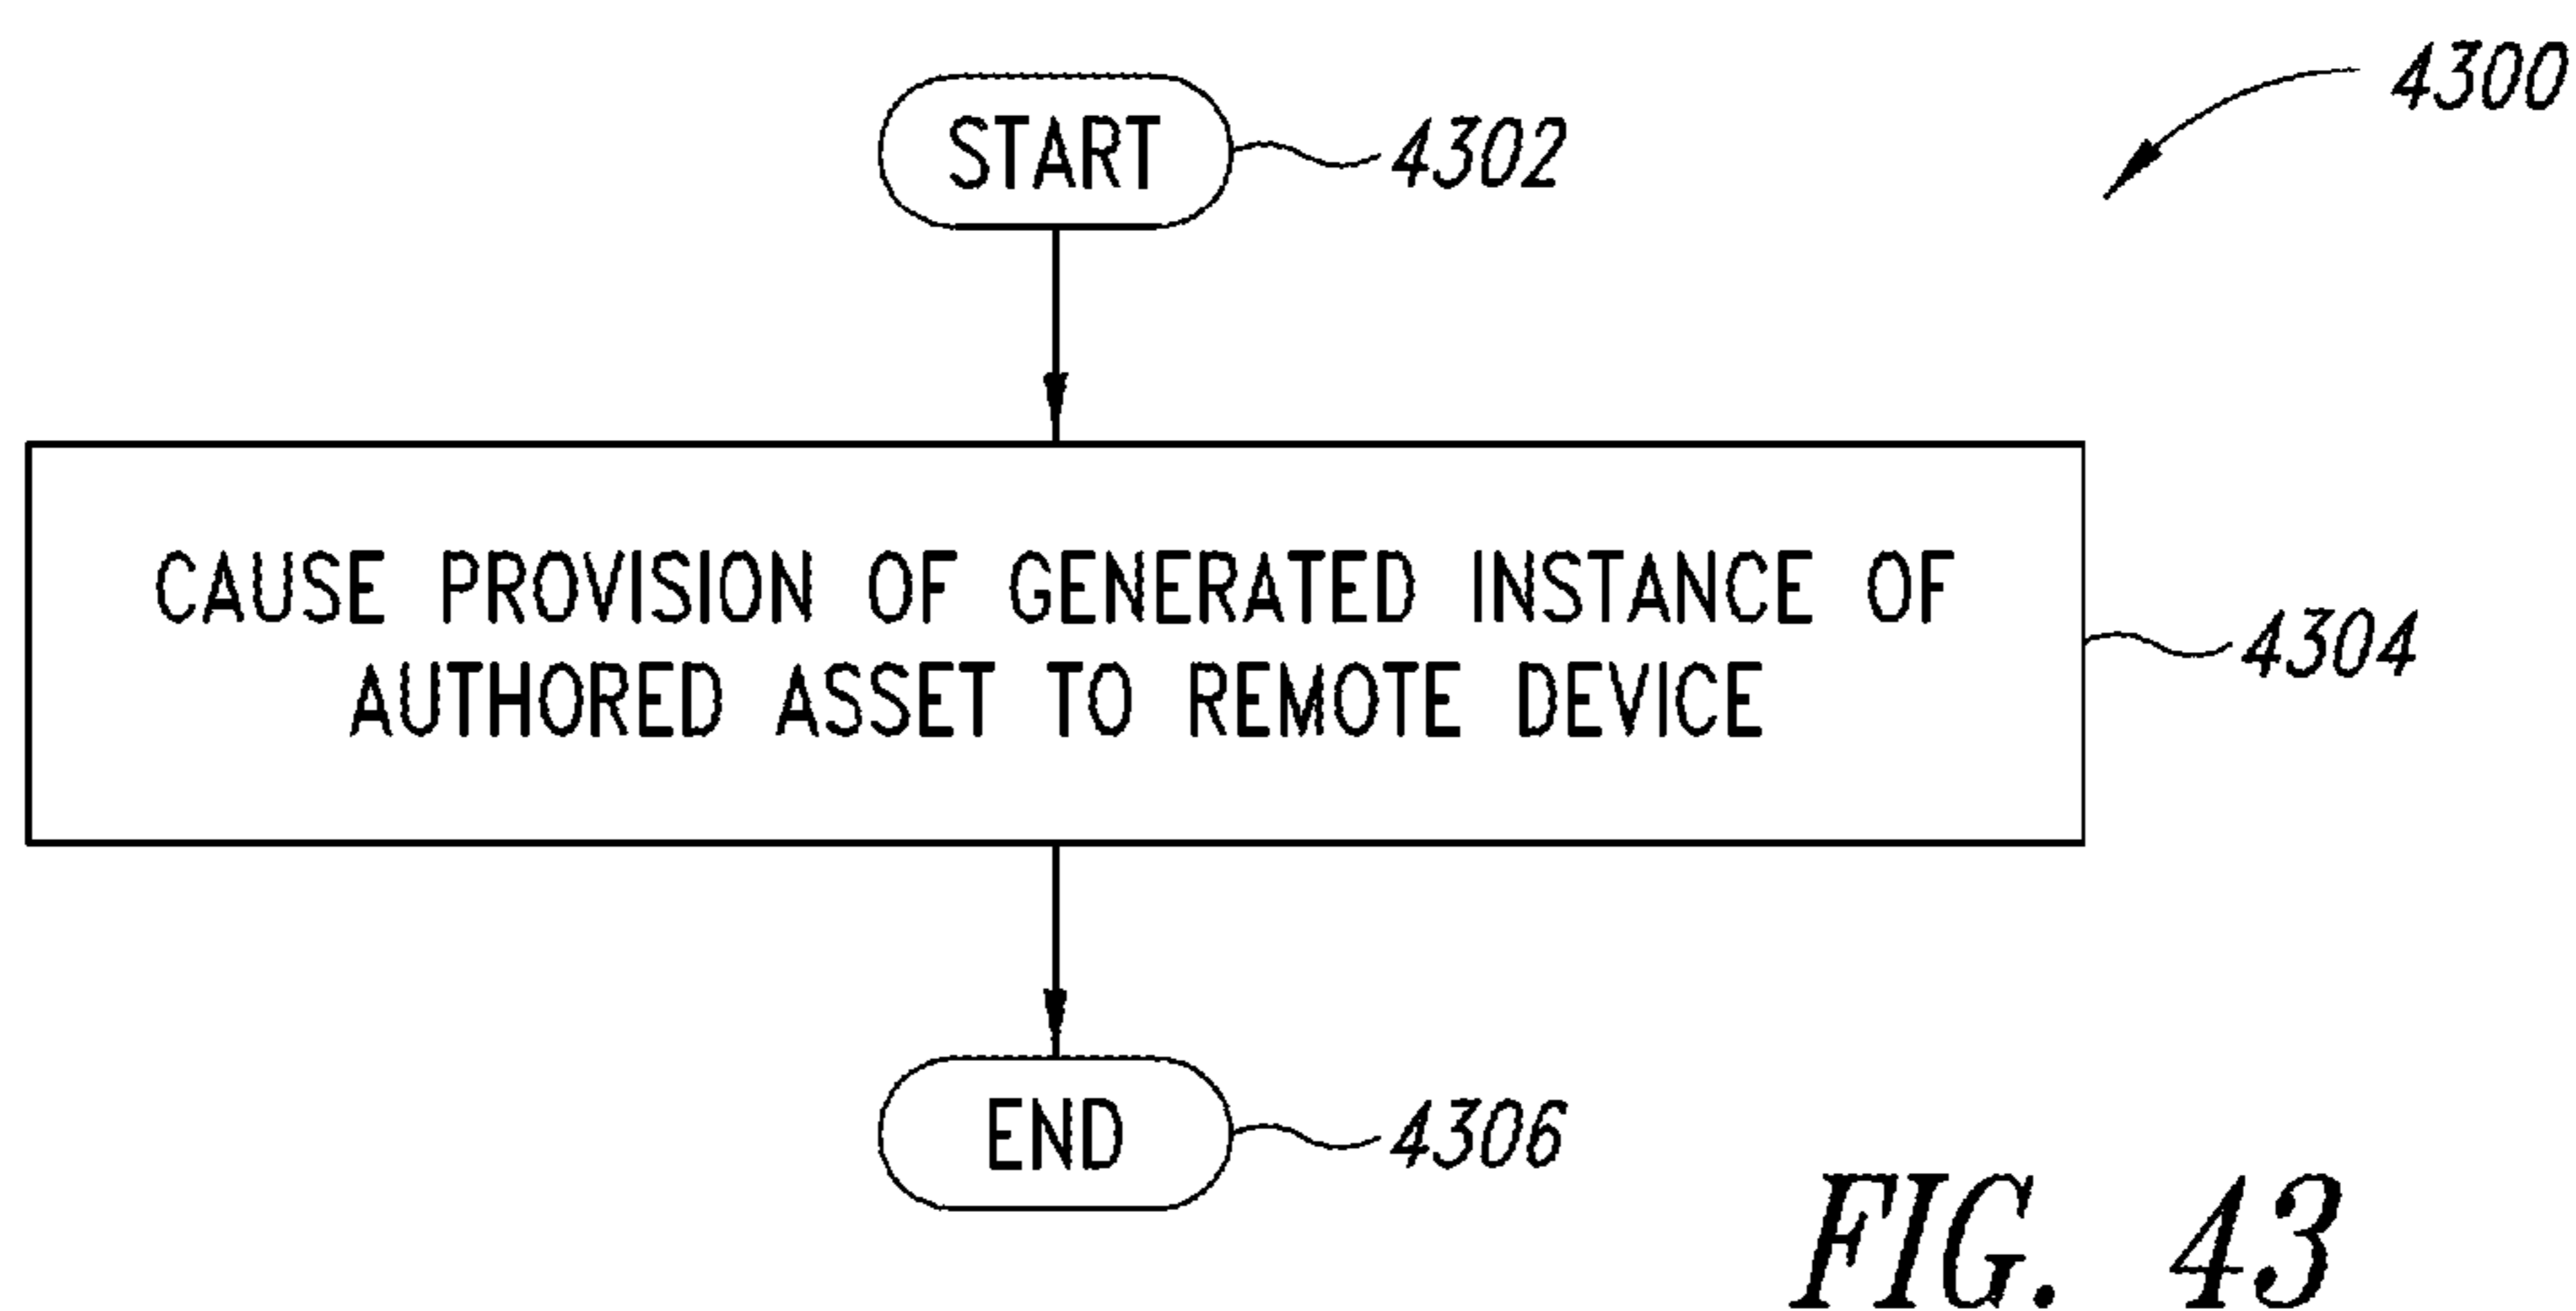 4300
START
4302
CAUSE PROVISION OF GENERATED INSTANCE OF
AUTHORED ASSET TO REMOTE DEVICE
4304
END
4306
FIG. 43